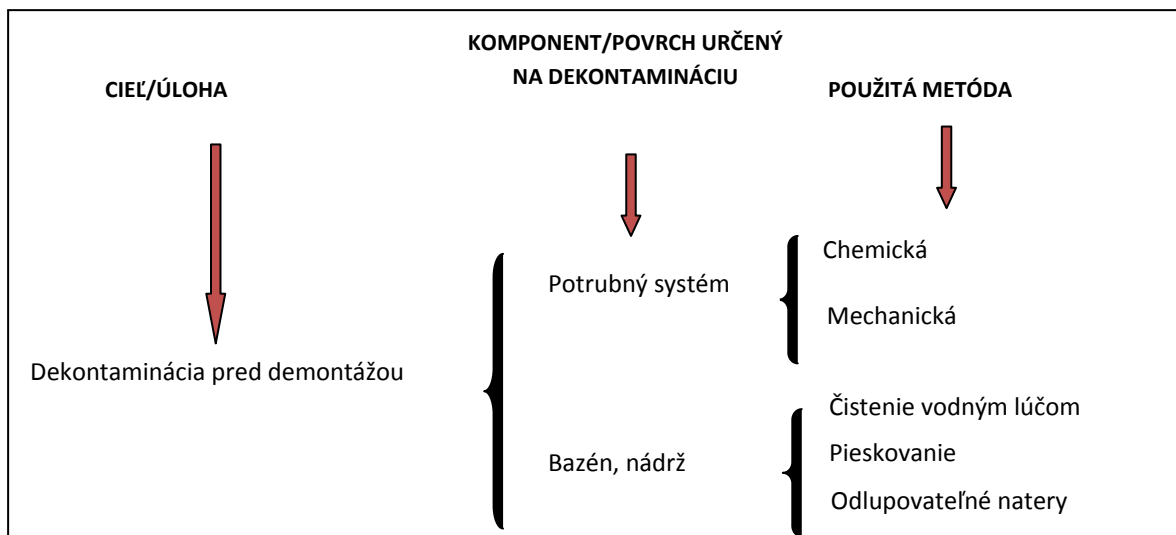 CIEĽ/ÚLOHA
KOMPONENT/POVRCH URČENÝ
NA DEKONTAMINÁCIU
POUŽITÁ METÓDA
Dekontaminácia pred demontážou
Potrubný systém
Chemická
Mechanická
Bazén, nádrž
Čistenie vodným lúčom
Pieskovanie
Odlupovateľné natery